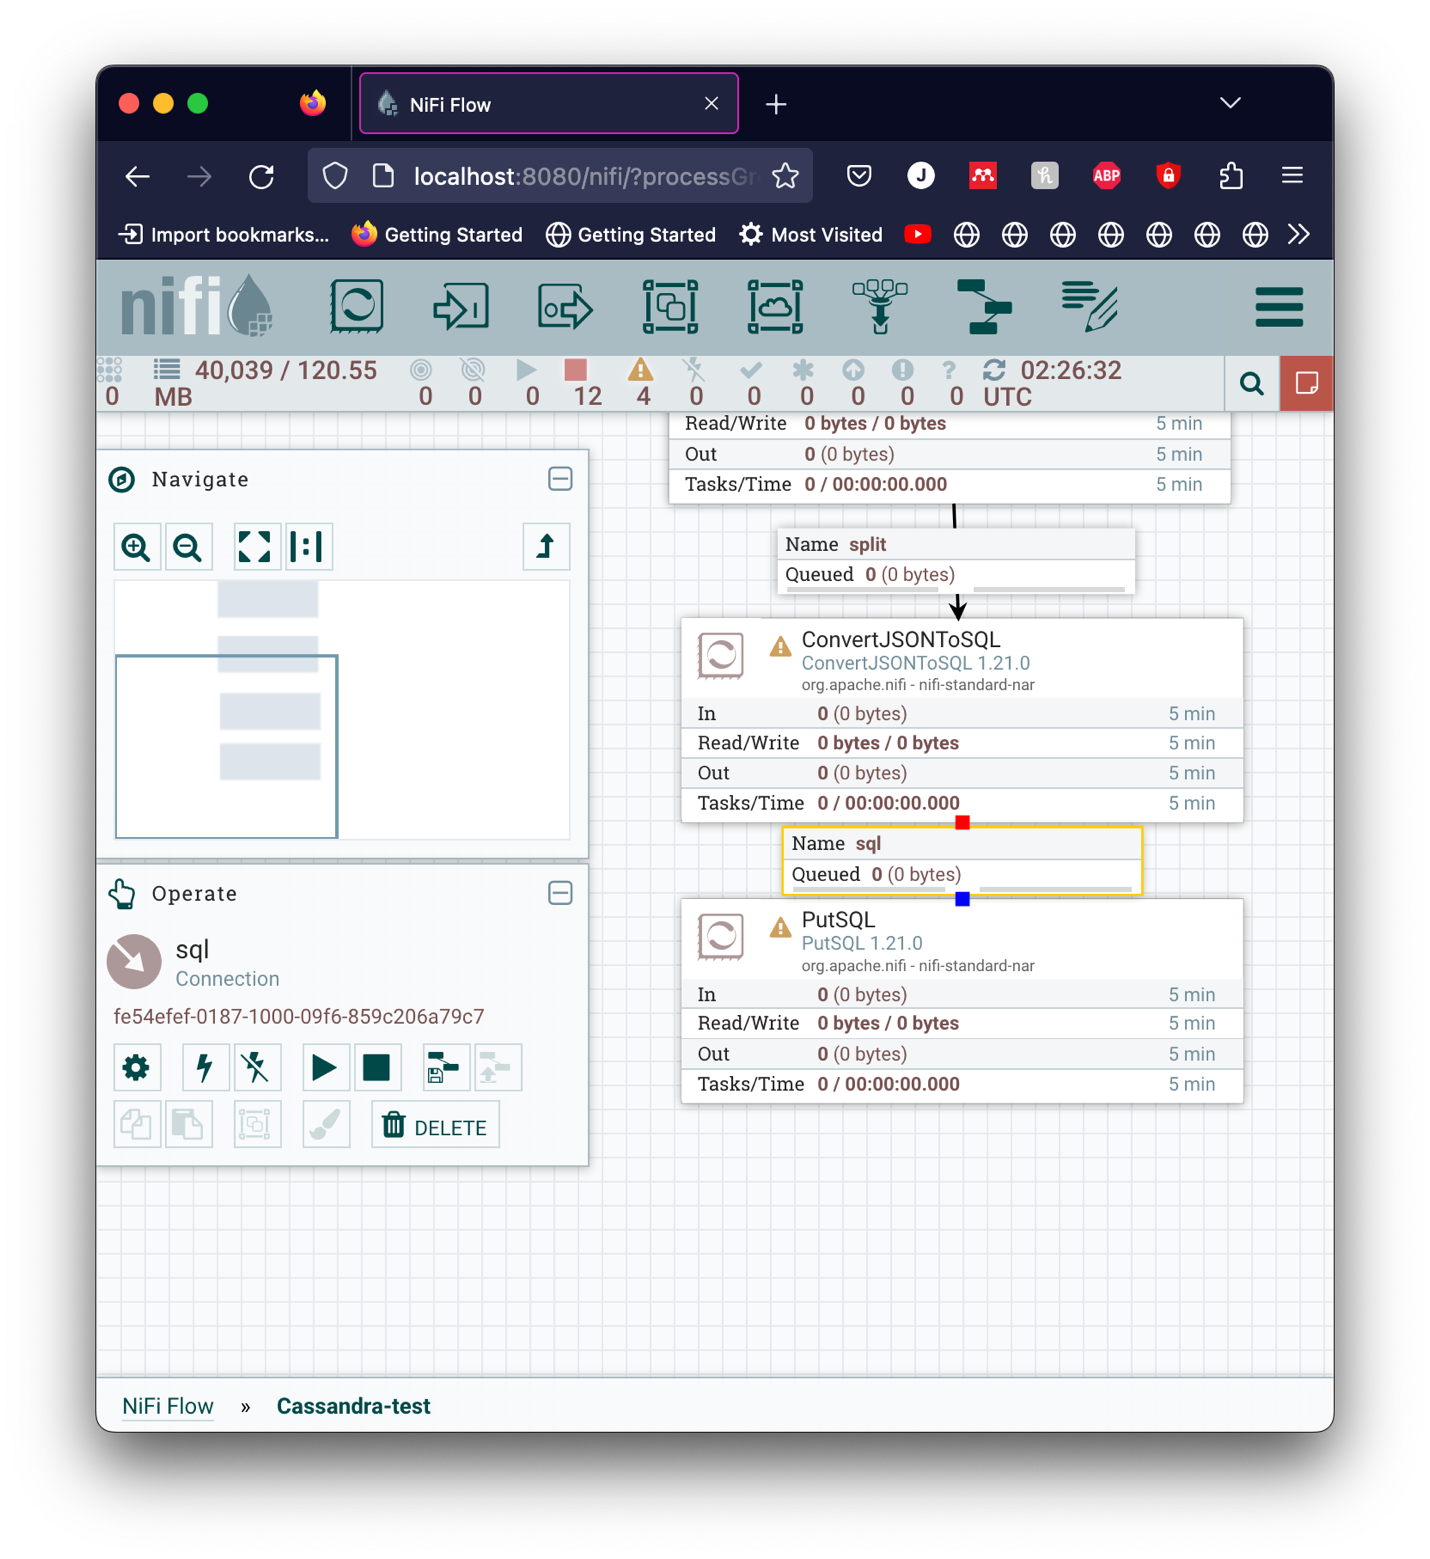 NiFi Flow
localhost:8080/nifi/?processGr
Import bookmarks... Getting Started Getting Started Most Visited
nifi
40,039 / 120.55 MB 02:26:32 UTC
0 0 0 0 12 4 0 0 0 0 0 0
Read/Write 0 bytes / 0 bytes 5 min
Out 0 (0 bytes) 5 min
Tasks/Time 0 / 00:00:00.000 5 min
Name split
Queued 0 (0 bytes)
ConvertJSONToSQL
ConvertJSONToSQL 1.21.0
org.apache.nifi - nifi-standard-nar
In 0 (0 bytes) 5 min
Read/Write 0 bytes / 0 bytes 5 min
Out 0 (0 bytes) 5 min
Tasks/Time 0 / 00:00:00.000 5 min
Name sql
Queued 0 (0 bytes)
PutSQL
PutSQL 1.21.0
org.apache.nifi - nifi-standard-nar
In 0 (0 bytes) 5 min
Read/Write 0 bytes / 0 bytes 5 min
Out 0 (0 bytes) 5 min
Tasks/Time 0 / 00:00:00.000 5 min
Navigate
Operate
sql
Connection
fe54efef-0187-1000-09f6-859c206a79c7
DELETE
NiFi Flow » Cassandra-test
J
ABP